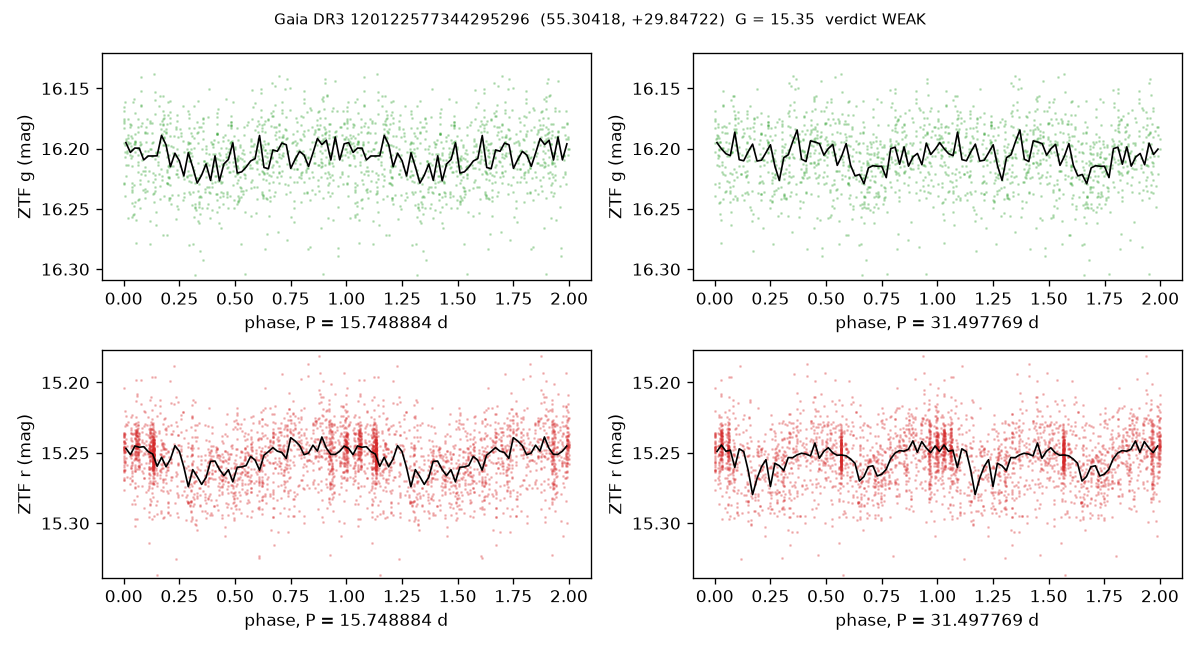 Gaia DR3 120122577344295296  (55.30418, +29.84722)  G = 15.35  verdict WEAK
ZTF g (mag)
16.15
16.20
16.25
16.30
0.00 0.25 0.50 0.75 1.00 1.25 1.50 1.75 2.00
phase, P = 15.748884 d
ZTF g (mag)
16.15
16.20
16.25
16.30
0.00 0.25 0.50 0.75 1.00 1.25 1.50 1.75 2.00
phase, P = 31.497769 d
ZTF r (mag)
15.20
15.25
15.30
0.00 0.25 0.50 0.75 1.00 1.25 1.50 1.75 2.00
phase, P = 15.748884 d
ZTF r (mag)
15.20
15.25
15.30
0.00 0.25 0.50 0.75 1.00 1.25 1.50 1.75 2.00
phase, P = 31.497769 d